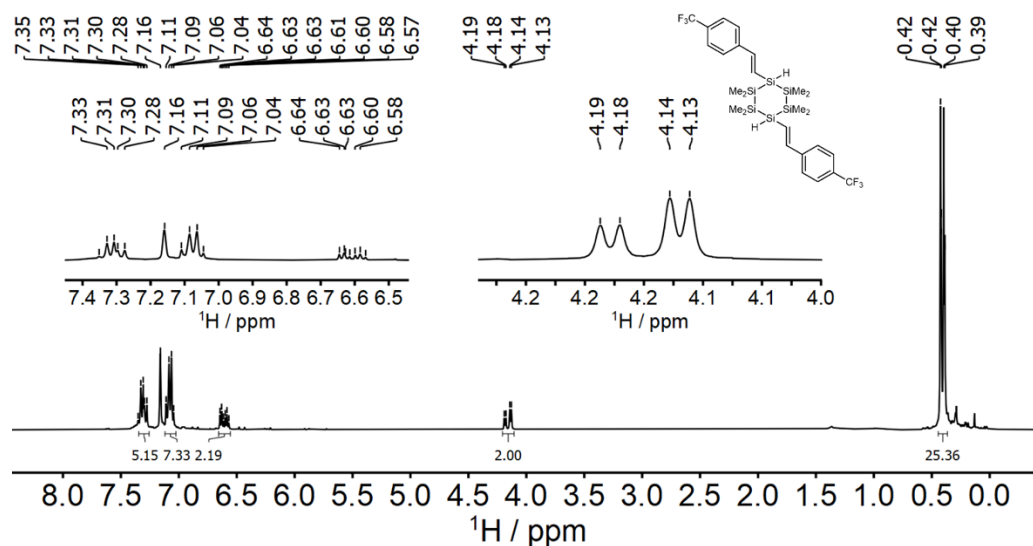 7.35 7.33 7.31 7.30 7.28 7.16 7.11 7.09 7.06 7.04 6.64 6.63 6.63 6.61 6.60 6.58 6.57
4.19 4.18 4.14 4.13
0.42 0.42 0.40 0.39
F3C
Si H
Me2Si SiMe2
Me2Si SiMe2
H Si
CF3
7.33 7.31 7.30 7.28 7.16 7.11 7.09 7.06 7.04 6.64 6.63 6.63 6.60 6.58
4.19 4.18 4.14 4.13
7.4 7.3 7.2 7.1 7.0 6.9 6.8 6.7 6.6 6.5
1H / ppm
4.2 4.2 4.2 4.1 4.1 4.0
1H / ppm
5.15 7.33 2.19 2.00 25.36
8.0 7.5 7.0 6.5 6.0 5.5 5.0 4.5 4.0 3.5 3.0 2.5 2.0 1.5 1.0 0.5 0.0
1H / ppm